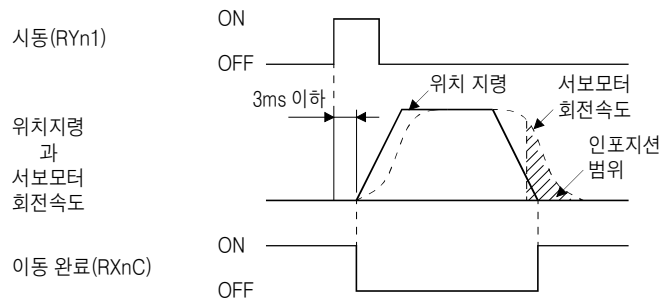 시동(RYn1)
ON
OFF
3ms 이하
위치 지령
서보모터
회전속도
인포지션
범위
위치지령
과
서보모터
회전속도
이동 완료(RXnC)
ON
OFF